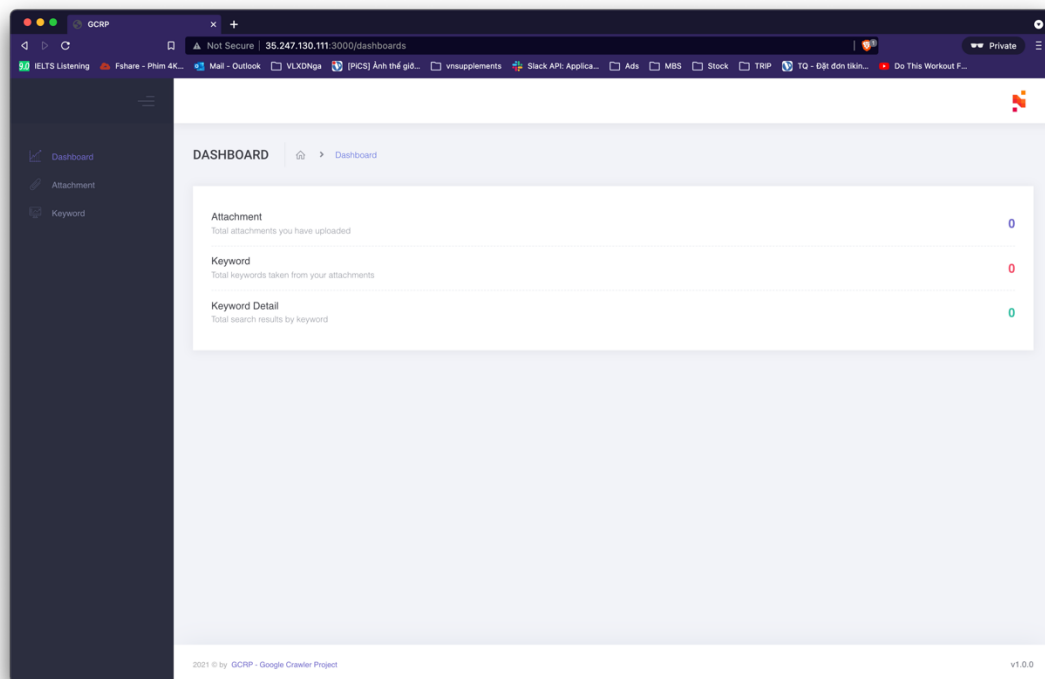 GCRP
Not Secure 35.247.130.111:3000/dashboards
Private
9.0 IELTS Listening Fshare - Phim 4K... Mail - Outlook VLXDNga [PiCS] Ảnh thế giớ... vnsupplements Slack API: Applica... Ads MBS Stock TRIP TQ - Đặt đơn tikin... Do This Workout F...
Dashboard
Attachment
Keyword
DASHBOARD Dashboard
Attachment 0
Total attachments you have uploaded
Keyword 0
Total keywords taken from your attachments
Keyword Detail 0
Total search results by keyword
2021 © by GCRP - Google Crawler Project v1.0.0